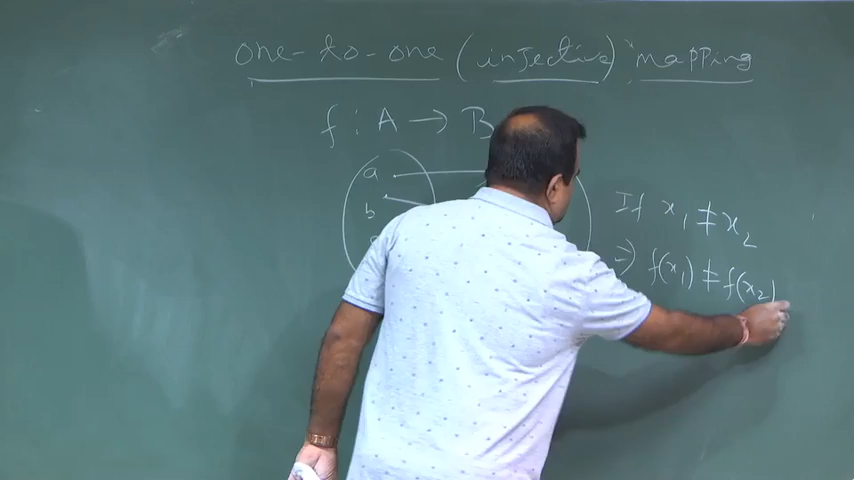 one-to-one (injective) mapping
f : A → B
a
b
If x₁ ≠ x₂
⇒ f(x₁) ≠ f(x₂)